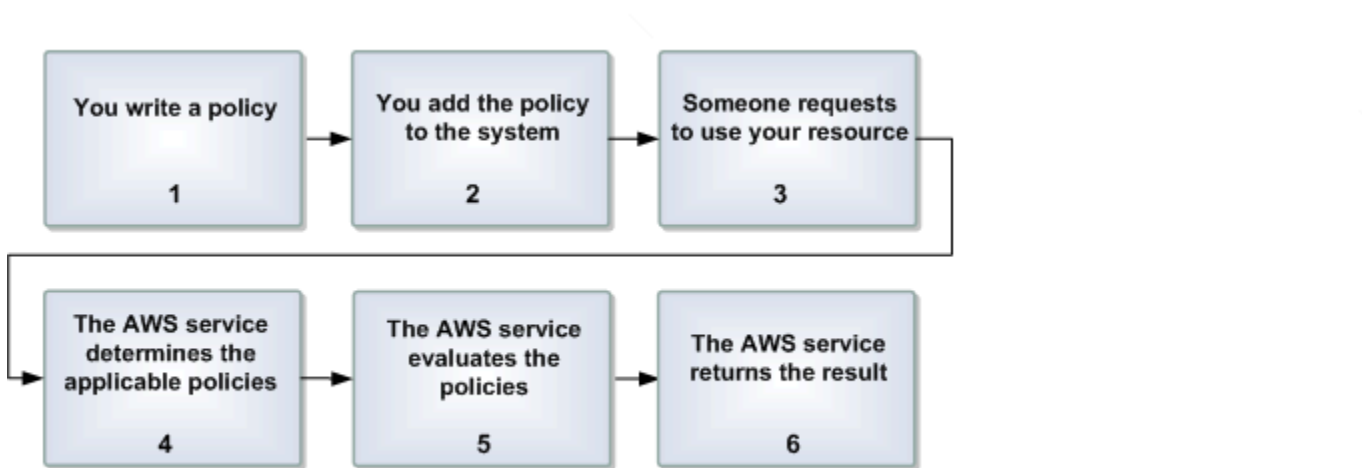 You write a policy
1
You add the policy
to the system
2
Someone requests
to use your resource
3
The AWS service
determines the
applicable policies
4
The AWS service
evaluates the
policies
5
The AWS service
returns the result
6